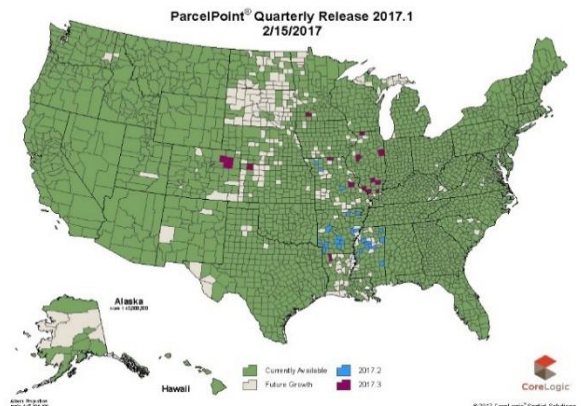 ParcelPoint® Quarterly Release 2017.1
2/15/2017
Alaska
Hawaii
Currently Available
2017.2
Future Growth
2017.3
CoreLogic®